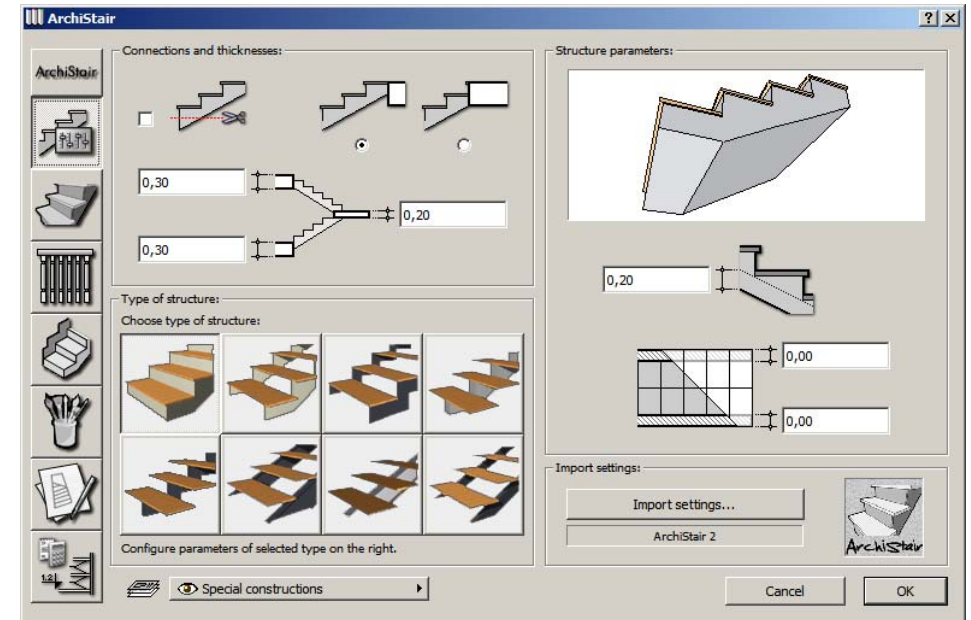 ArchiStair
? X
ArchiStair
Connections and thicknesses:
0,30
0,20
0,30
Type of structure:
Choose type of structure:
Configure parameters of selected type on the right.
Special constructions
Structure parameters:
0,20
0,00
0,00
Import settings:
Import settings...
ArchiStair 2
ArchiStair
1.21
Cancel
OK